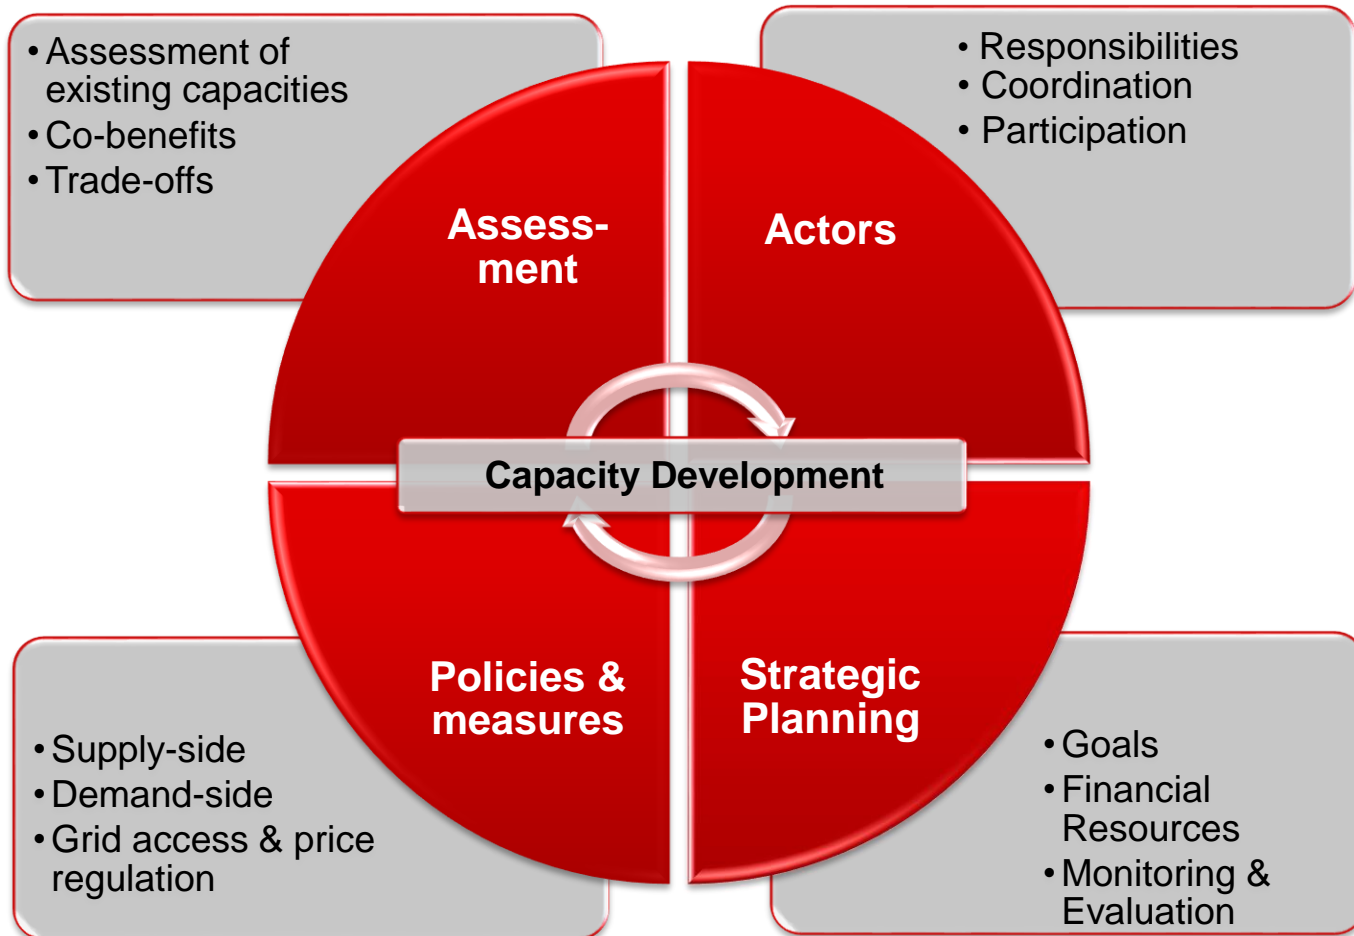 • Assessment of
existing capacities
• Co-benefits
• Trade-offs
• Responsibilities
• Coordination
• Participation
Assess-
ment
Actors
Capacity Development
Policies &
measures
Strategic
Planning
• Supply-side
• Demand-side
• Grid access & price
regulation
• Goals
• Financial
Resources
• Monitoring &
Evaluation